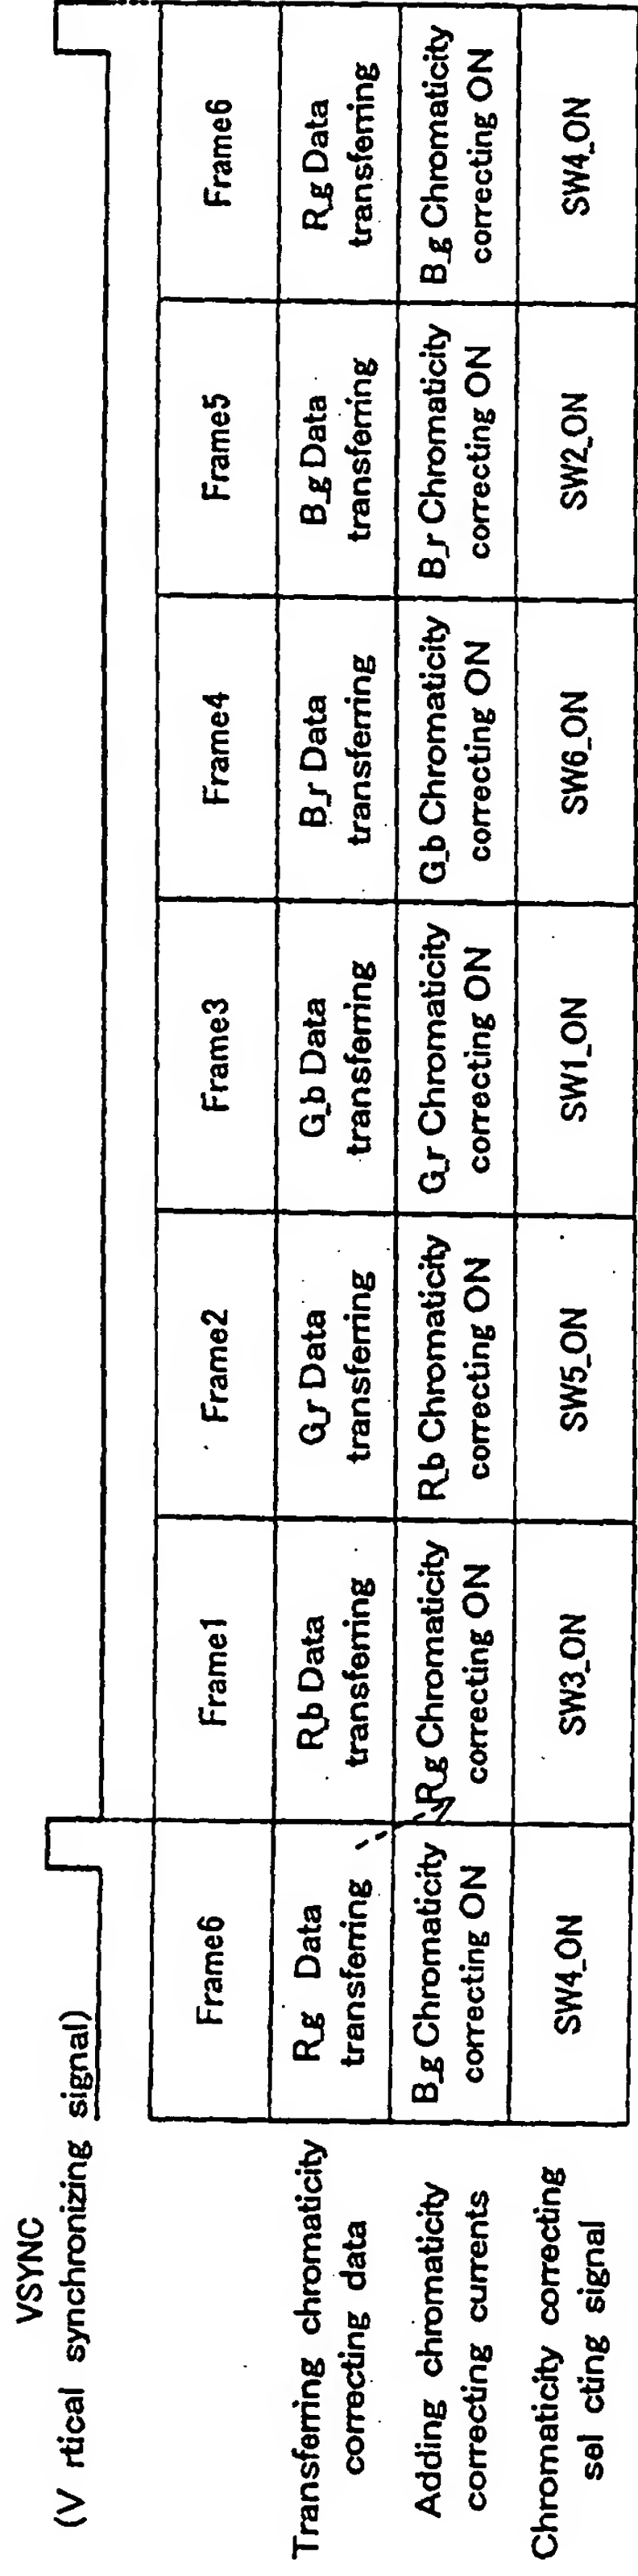 VSYNC
(V rtical synchronizing signal)
Frame6
Frame1
Frame2
Frame3
Frame4
Frame5
Frame6
Transferring chromaticity
correcting data
R_g Data
transferring
R_b Data
transferring
G_r Data
transferring
G_b Data
transferring
B_r Data
transferring
B_g Data
transferring
R_g Data
transferring
Adding chromaticity
correcting currents
B_g Chromaticity
correcting ON
R_g Chromaticity
correcting ON
R_b Chromaticity
correcting ON
G_r Chromaticity
correcting ON
G_b Chromaticity
correcting ON
B_r Chromaticity
correcting ON
B_g Chromaticity
correcting ON
Chromaticity correcting
sel cting signal
SW4_ON
SW3_ON
SW5_ON
SW1_ON
SW6_ON
SW2_ON
SW4_ON